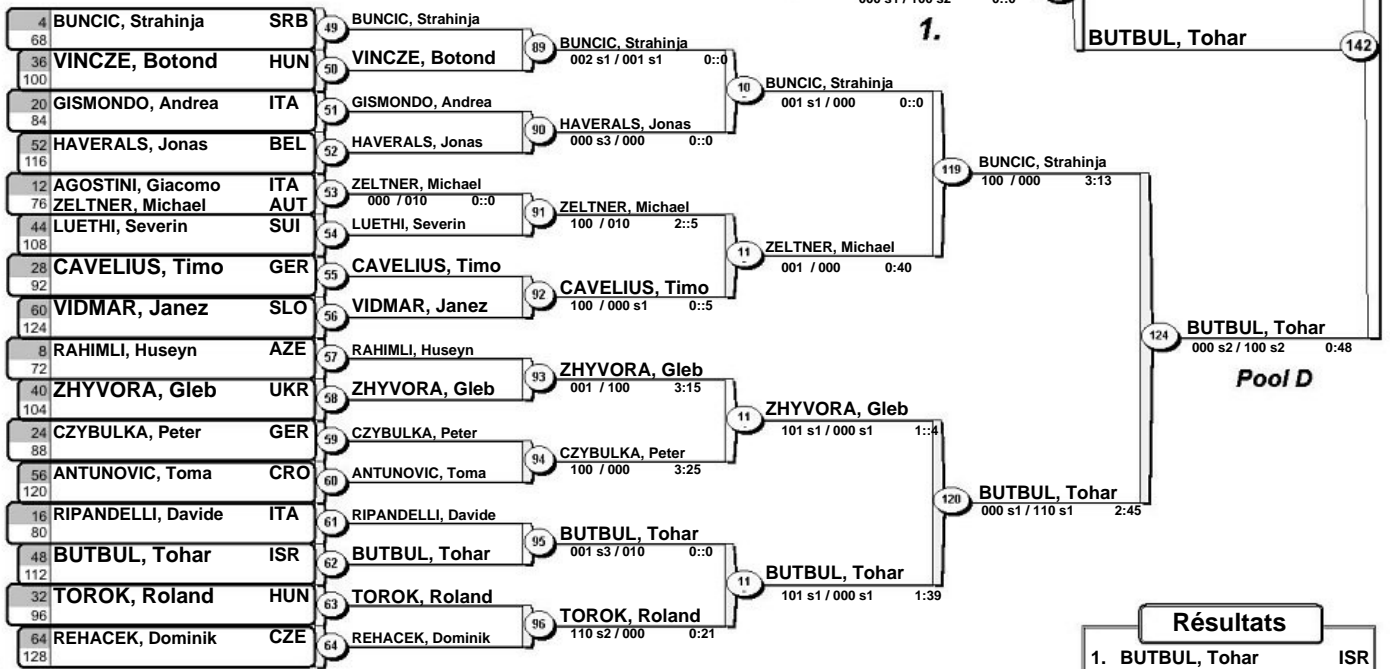 1.
BUTBUL, Tohar
142
4 BUNCIC, Strahinja SRB
68
36 VINCZE, Botond HUN
100
20 GISMONDO, Andrea ITA
84
52 HAVERALS, Jonas BEL
116
12 AGOSTINI, Giacomo ITA
76 ZELTNER, Michael AUT
44 LUETHI, Severin SUI
108
28 CAVELIUS, Timo GER
92
60 VIDMAR, Janez SLO
124
8 RAHIMLI, Huseyn AZE
72
40 ZHYVORA, Gleb UKR
104
24 CZYBULKA, Peter GER
88
56 ANTUNOVIC, Toma CRO
120
16 RIPANDELLI, Davide ITA
80
48 BUTBUL, Tohar ISR
112
32 TOROK, Roland HUN
96
64 REHACEK, Dominik CZE
128
49 BUNCIC, Strahinja
50 VINCZE, Botond
51 GISMONDO, Andrea
52 HAVERALS, Jonas
53 ZELTNER, Michael
000 / 010 0::0
54 LUETHI, Severin
55 CAVELIUS, Timo
56 VIDMAR, Janez
57 RAHIMLI, Huseyn
58 ZHYVORA, Gleb
59 CZYBULKA, Peter
60 ANTUNOVIC, Toma
61 RIPANDELLI, Davide
62 BUTBUL, Tohar
63 TOROK, Roland
64 REHACEK, Dominik
89 BUNCIC, Strahinja
002 s1 / 001 s1 0::0
90 HAVERALS, Jonas
000 s3 / 000 0::0
91 ZELTNER, Michael
100 / 010 2::5
92 CAVELIUS, Timo
100 / 000 s1 0::5
93 ZHYVORA, Gleb
001 / 100 3:15
94 CZYBULKA, Peter
100 / 000 3:25
95 BUTBUL, Tohar
001 s3 / 010 0::0
96 TOROK, Roland
110 s2 / 000 0:21
10 BUNCIC, Strahinja
001 s1 / 000 0::0
11 ZELTNER, Michael
001 / 000 0:40
11 ZHYVORA, Gleb
101 s1 / 000 s1 1::4
11 BUTBUL, Tohar
101 s1 / 000 s1 1:39
119 BUNCIC, Strahinja
100 / 000 3:13
120 BUTBUL, Tohar
000 s1 / 110 s1 2:45
124 BUTBUL, Tohar
000 s2 / 100 s2 0:48
Pool D
Résultats
1. BUTBUL, Tohar ISR